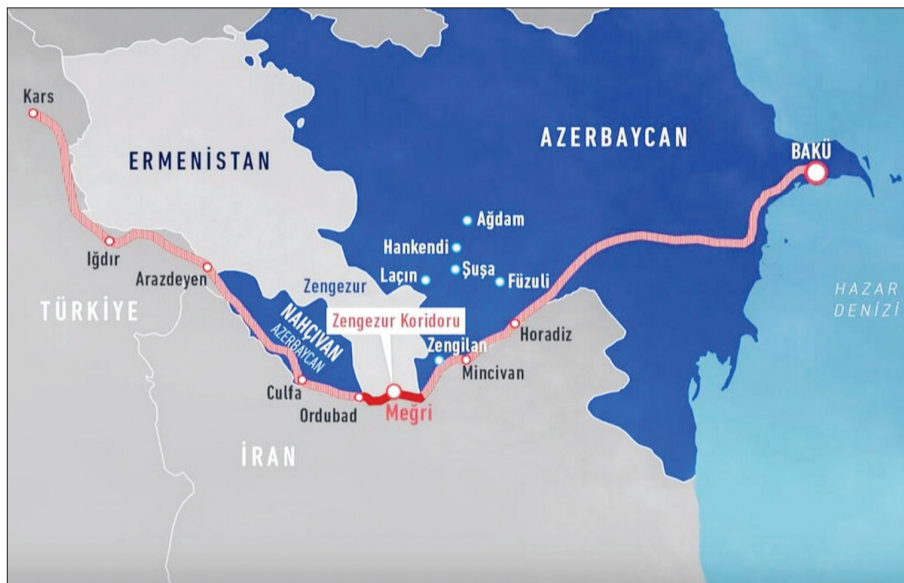 Kars
ERMENİSTAN
AZERBAYCAN
BAKÜ
Ağdam
Iğdır
Hankendi
Arazdeyen
Laçın
Şuşa
Füzuli
Zengezur
HAZAR
DENİZİ
TÜRKİYE
NAHÇIVAN
AZERBAYCAN
Zengezur Koridoru
Horadiz
Zengilan
Mincivan
Culfa
Ordubad
Meğri
İRAN